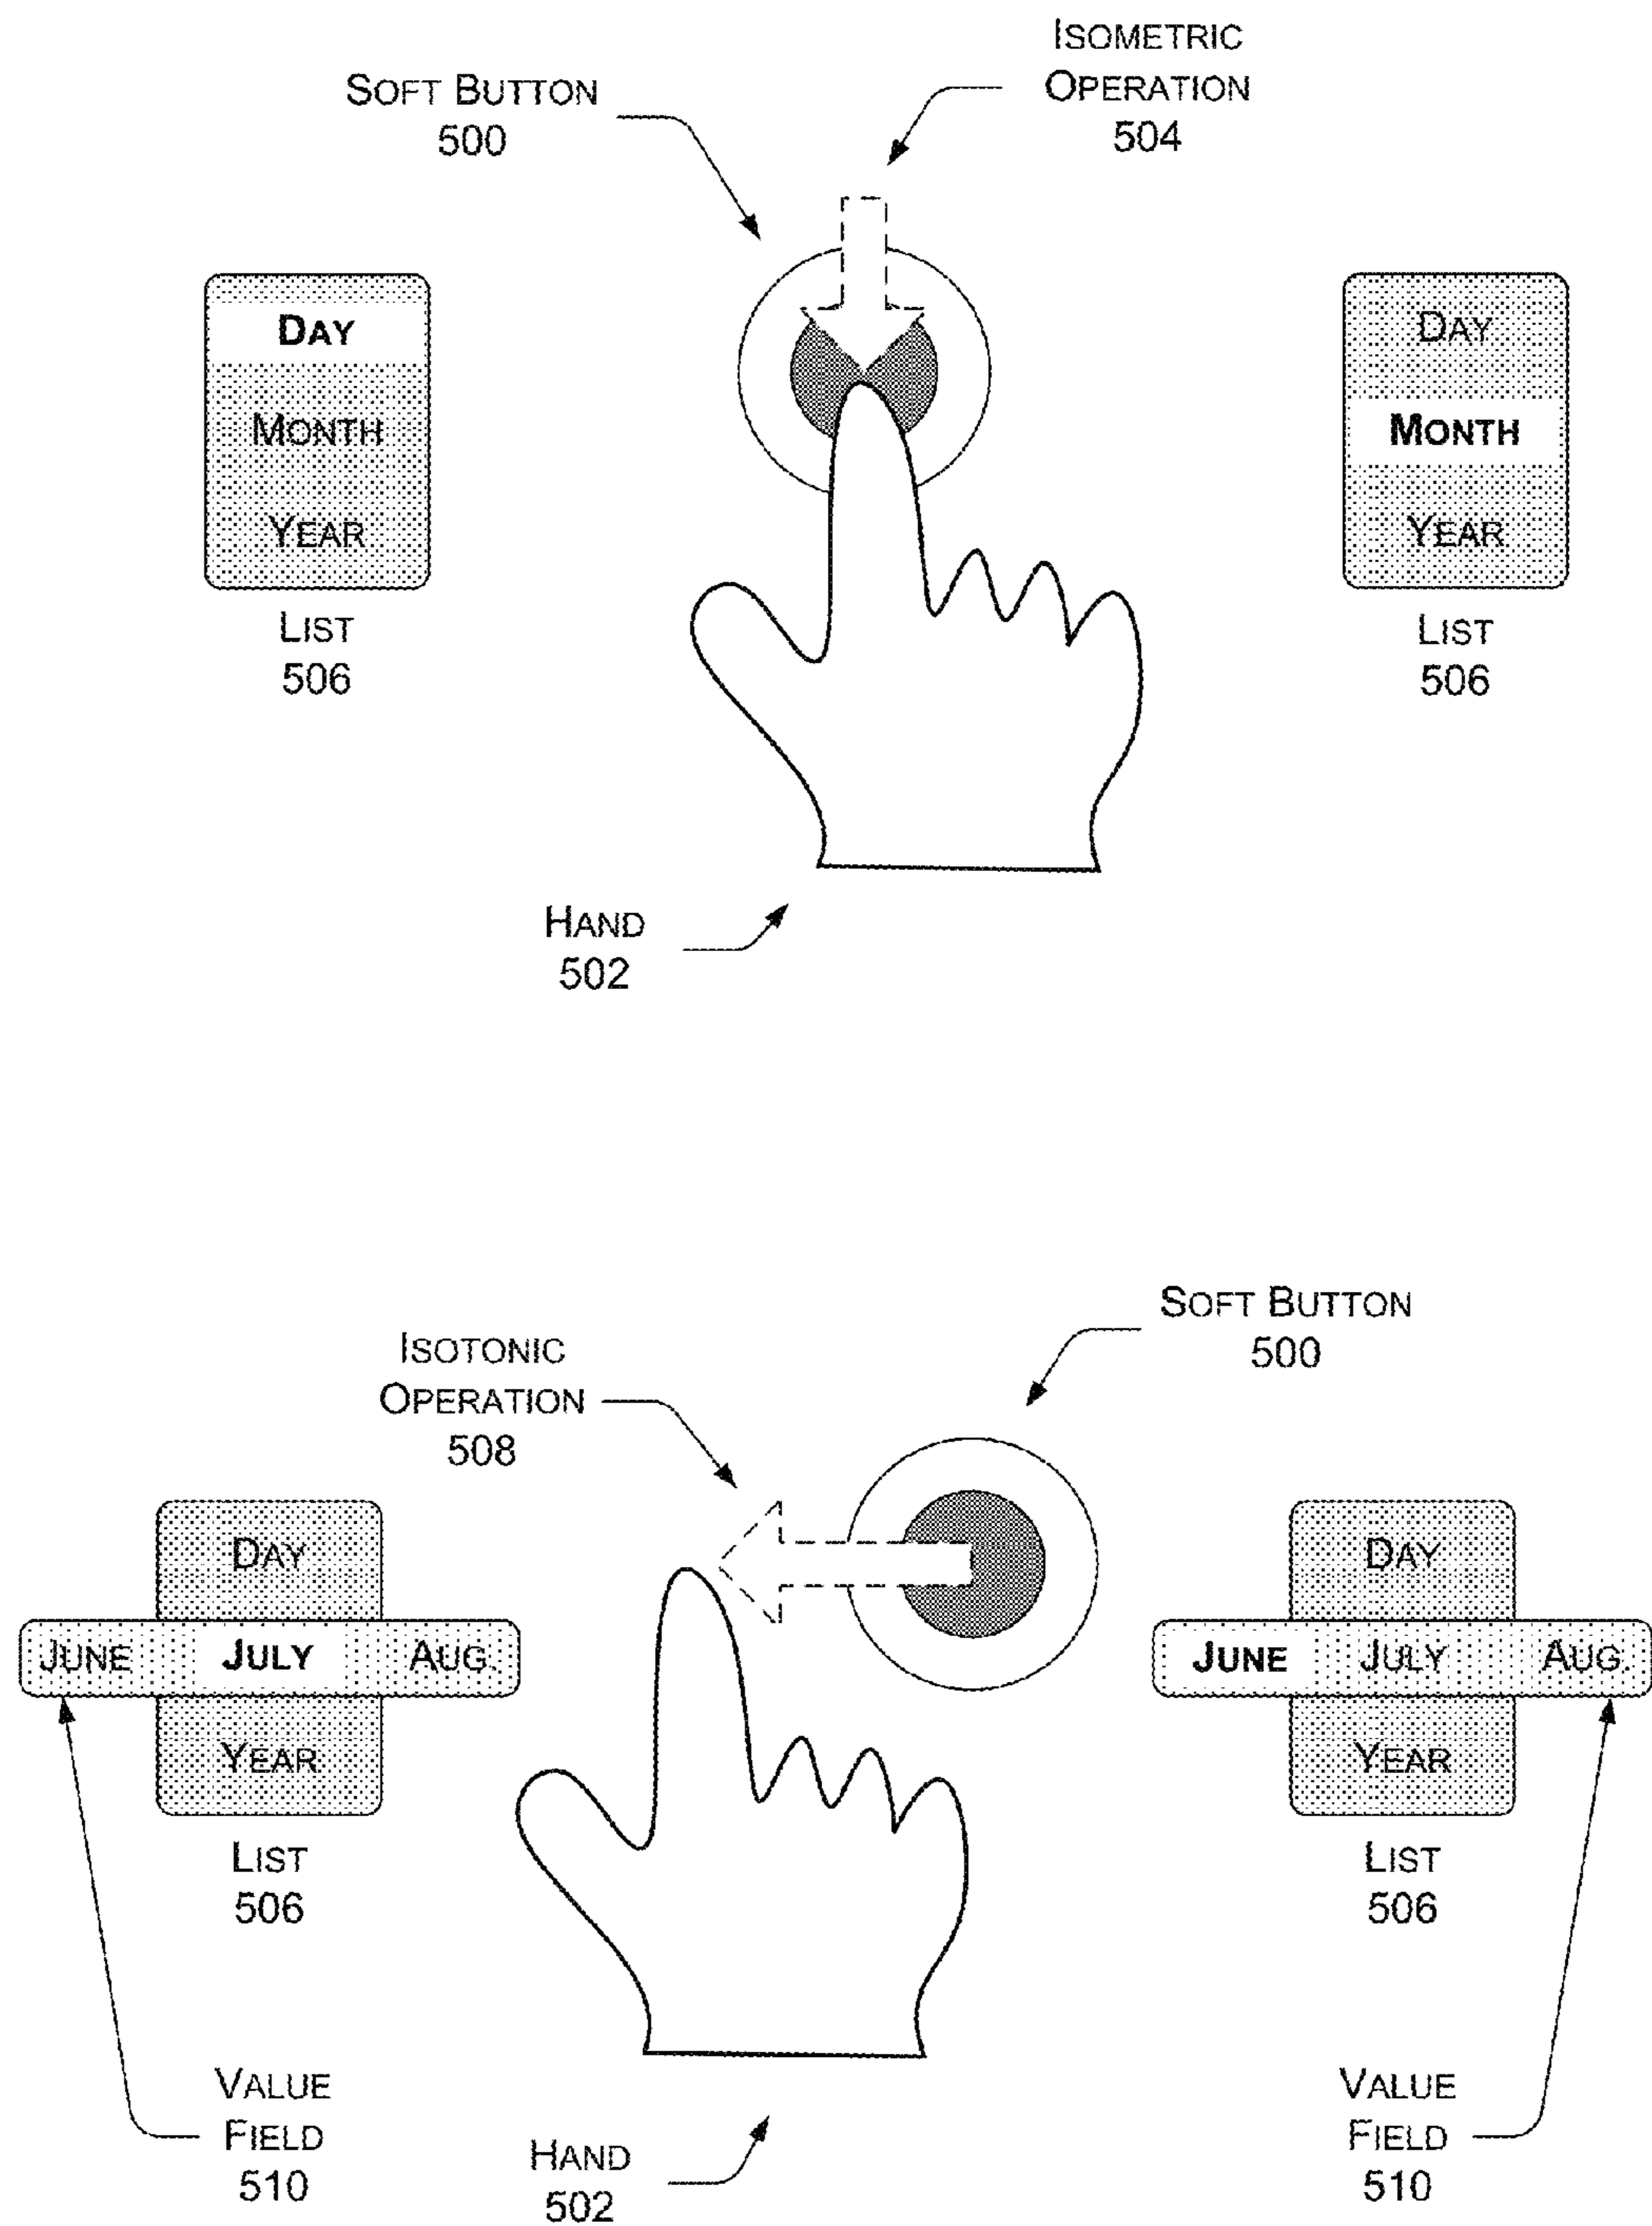 ISOMETRIC
OPERATION
504
SOFT BUTTON
500
DAY
MONTH
YEAR
LIST
506
DAY
MONTH
YEAR
LIST
506
HAND
502
SOFT BUTTON
500
ISOTONIC
OPERATION
508
DAY
JUNE JULY AUG.
YEAR
LIST
506
DAY
JUNE JULY AUG.
YEAR
LIST
506
VALUE
FIELD
510
HAND
502
VALUE
FIELD
510